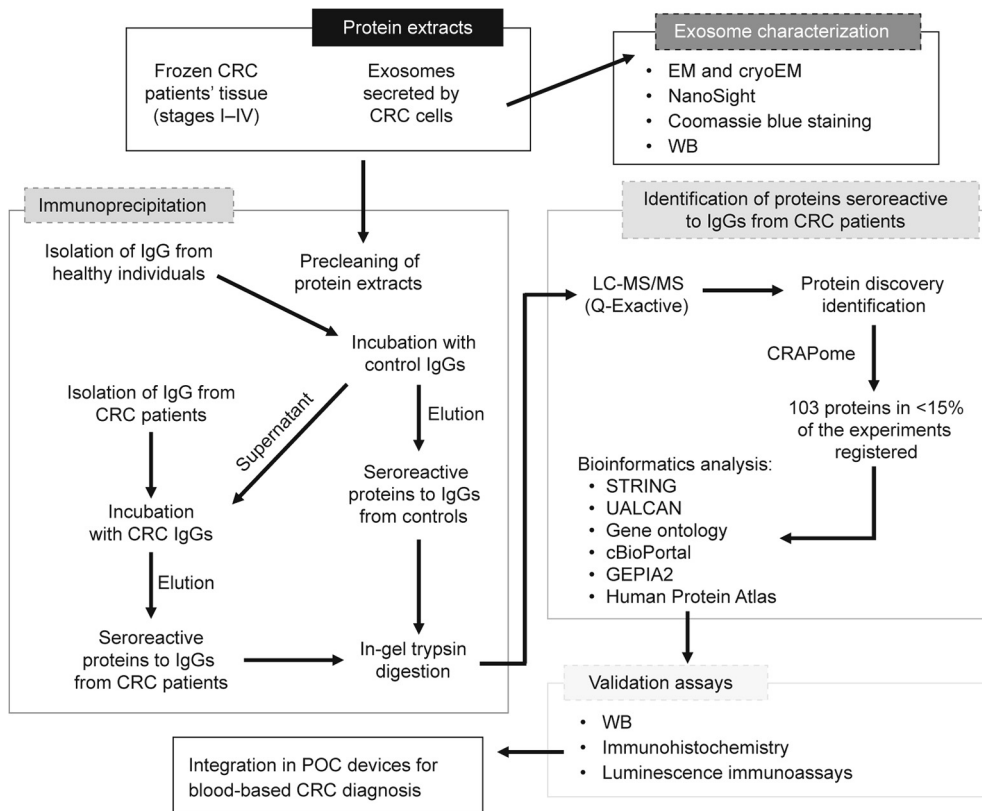 Protein extracts
Frozen CRC
patients’ tissue
(stages I–IV)
Exosomes
secreted by
CRC cells
Exosome characterization
• EM and cryoEM
• NanoSight
• Coomassie blue staining
• WB
Immunoprecipitation
Isolation of IgG from
healthy individuals
Precleaning of
protein extracts
Incubation with
control IgGs
Isolation of IgG from
CRC patients
Supernatant
Elution
Seroreactive
proteins to IgGs
from controls
Incubation
with CRC IgGs
Elution
Seroreactive
proteins to IgGs
from CRC patients
In-gel trypsin
digestion
Identification of proteins seroreactive
to IgGs from CRC patients
LC-MS/MS
(Q-Exactive)
Protein discovery
identification
CRAPome
103 proteins in <15%
of the experiments
registered
Bioinformatics analysis:
• STRING
• UALCAN
• Gene ontology
• cBioPortal
• GEPIA2
• Human Protein Atlas
Validation assays
• WB
• Immunohistochemistry
• Luminescence immunoassays
Integration in POC devices for
blood-based CRC diagnosis